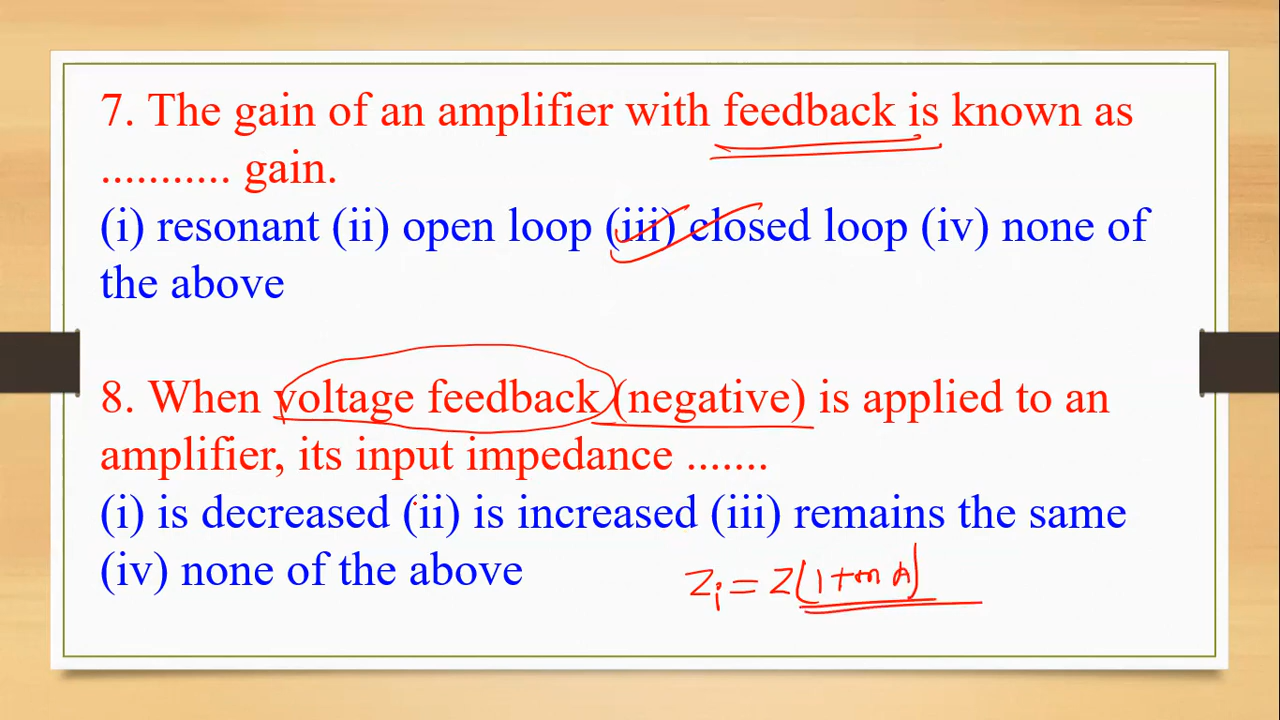 7. The gain of an amplifier with feedback is known as
........... gain.
(i) resonant (ii) open loop (iii) closed loop (iv) none of
the above
8. When voltage feedback (negative) is applied to an
amplifier, its input impedance .......
(i) is decreased (ii) is increased (iii) remains the same
(iv) none of the above
Zi = Z(1+mA)